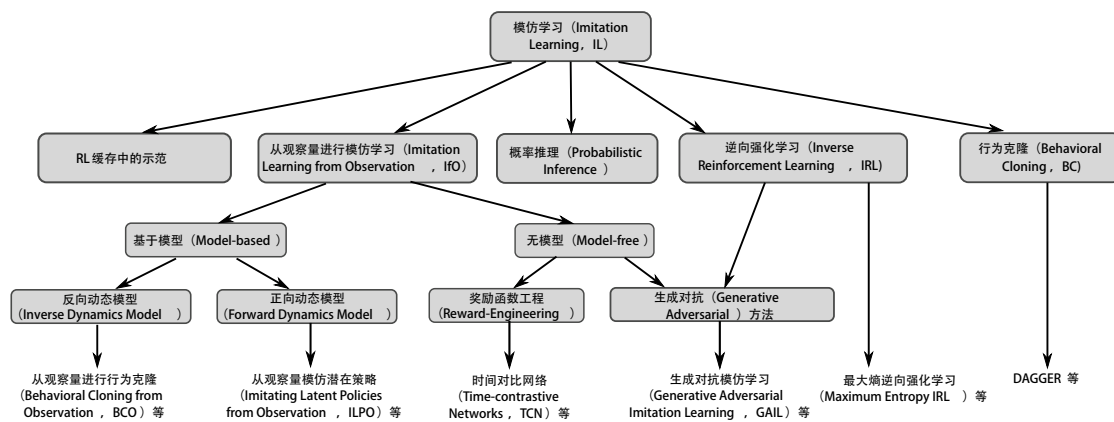 模仿学习（Imitation
Learning，IL）
RL 缓存中的示范
从观察量进行模仿学习（Imitation
Learning from Observation ，IfO）
概率推理（Probabilistic
Inference ）
逆向强化学习（Inverse
Reinforcement Learning ，IRL）
行为克隆（Behavioral
Cloning，BC)
基于模型（Model-based ）
无模型（Model-free ）
反向动态模型
（Inverse Dynamics Model ）
正向动态模型
（Forward Dynamics Model ）
奖励函数工程
（Reward-Engineering ）
生成对抗（Generative
Adversarial ）方法
从观察量进行行为克隆
（Behavioral Cloning from
Observation ，BCO）等
从观察量模仿潜在策略
（Imitating Latent Policies
from Observation ，ILPO）等
时间对比网络
（Time-contrastive
Networks ，TCN）等
生成对抗模仿学习
（Generative Adversarial
Imitation Learning ，GAIL）等
最大熵逆向强化学习
（Maximum Entropy IRL ）等
DAGGER 等